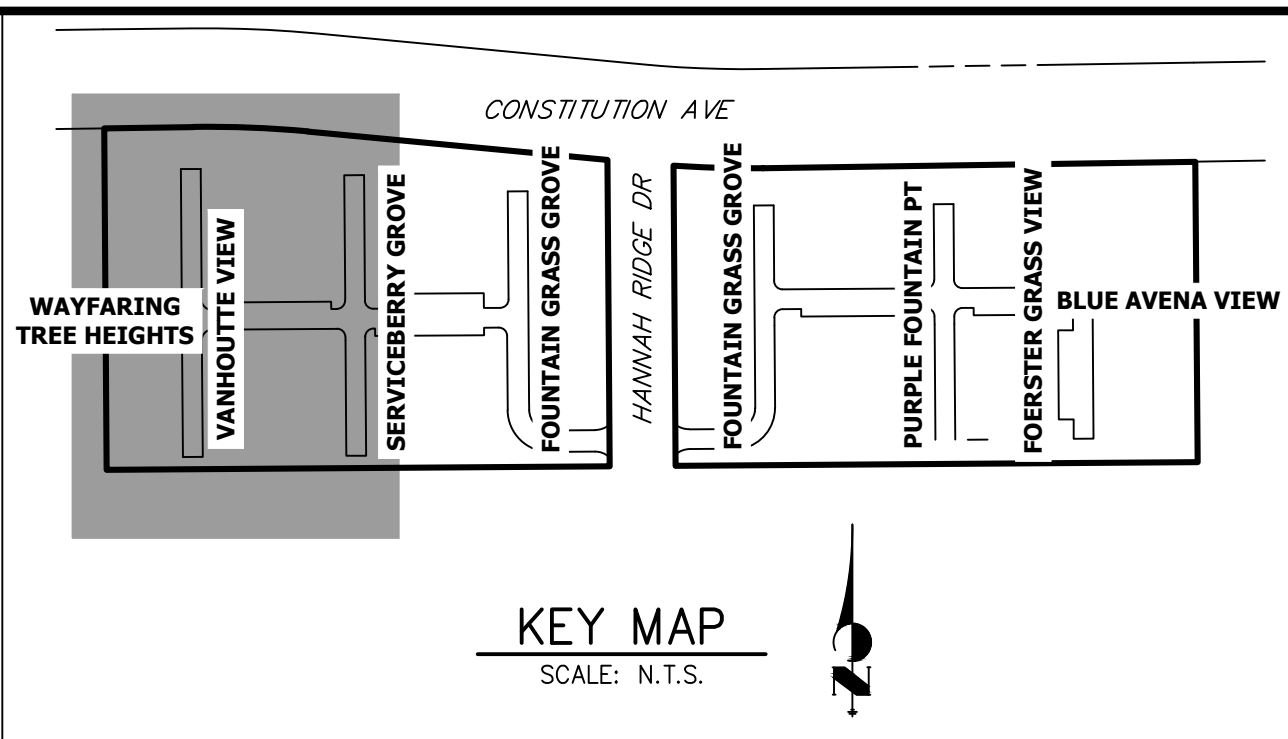 CONSTITUTION AVE
WAYFARING
TREE HEIGHTS
VANHOUTTE VIEW
SERVICEBERRY GROVE
FOUNTAIN GRASS GROVE
HANNAH RIDGE DR
FOUNTAIN GRASS GROVE
PURPLE FOUNTAIN PT
FOERSTER GRASS VIEW
BLUE AVENA VIEW
KEY MAP
SCALE: N.T.S.
N